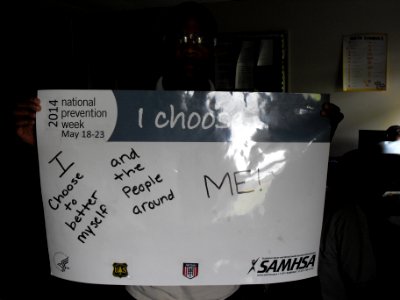 2014
national
prevention
week
May 18-23
I choose
I
Choose
to
better
myself
and
the
People
around
ME!
SAMHSA